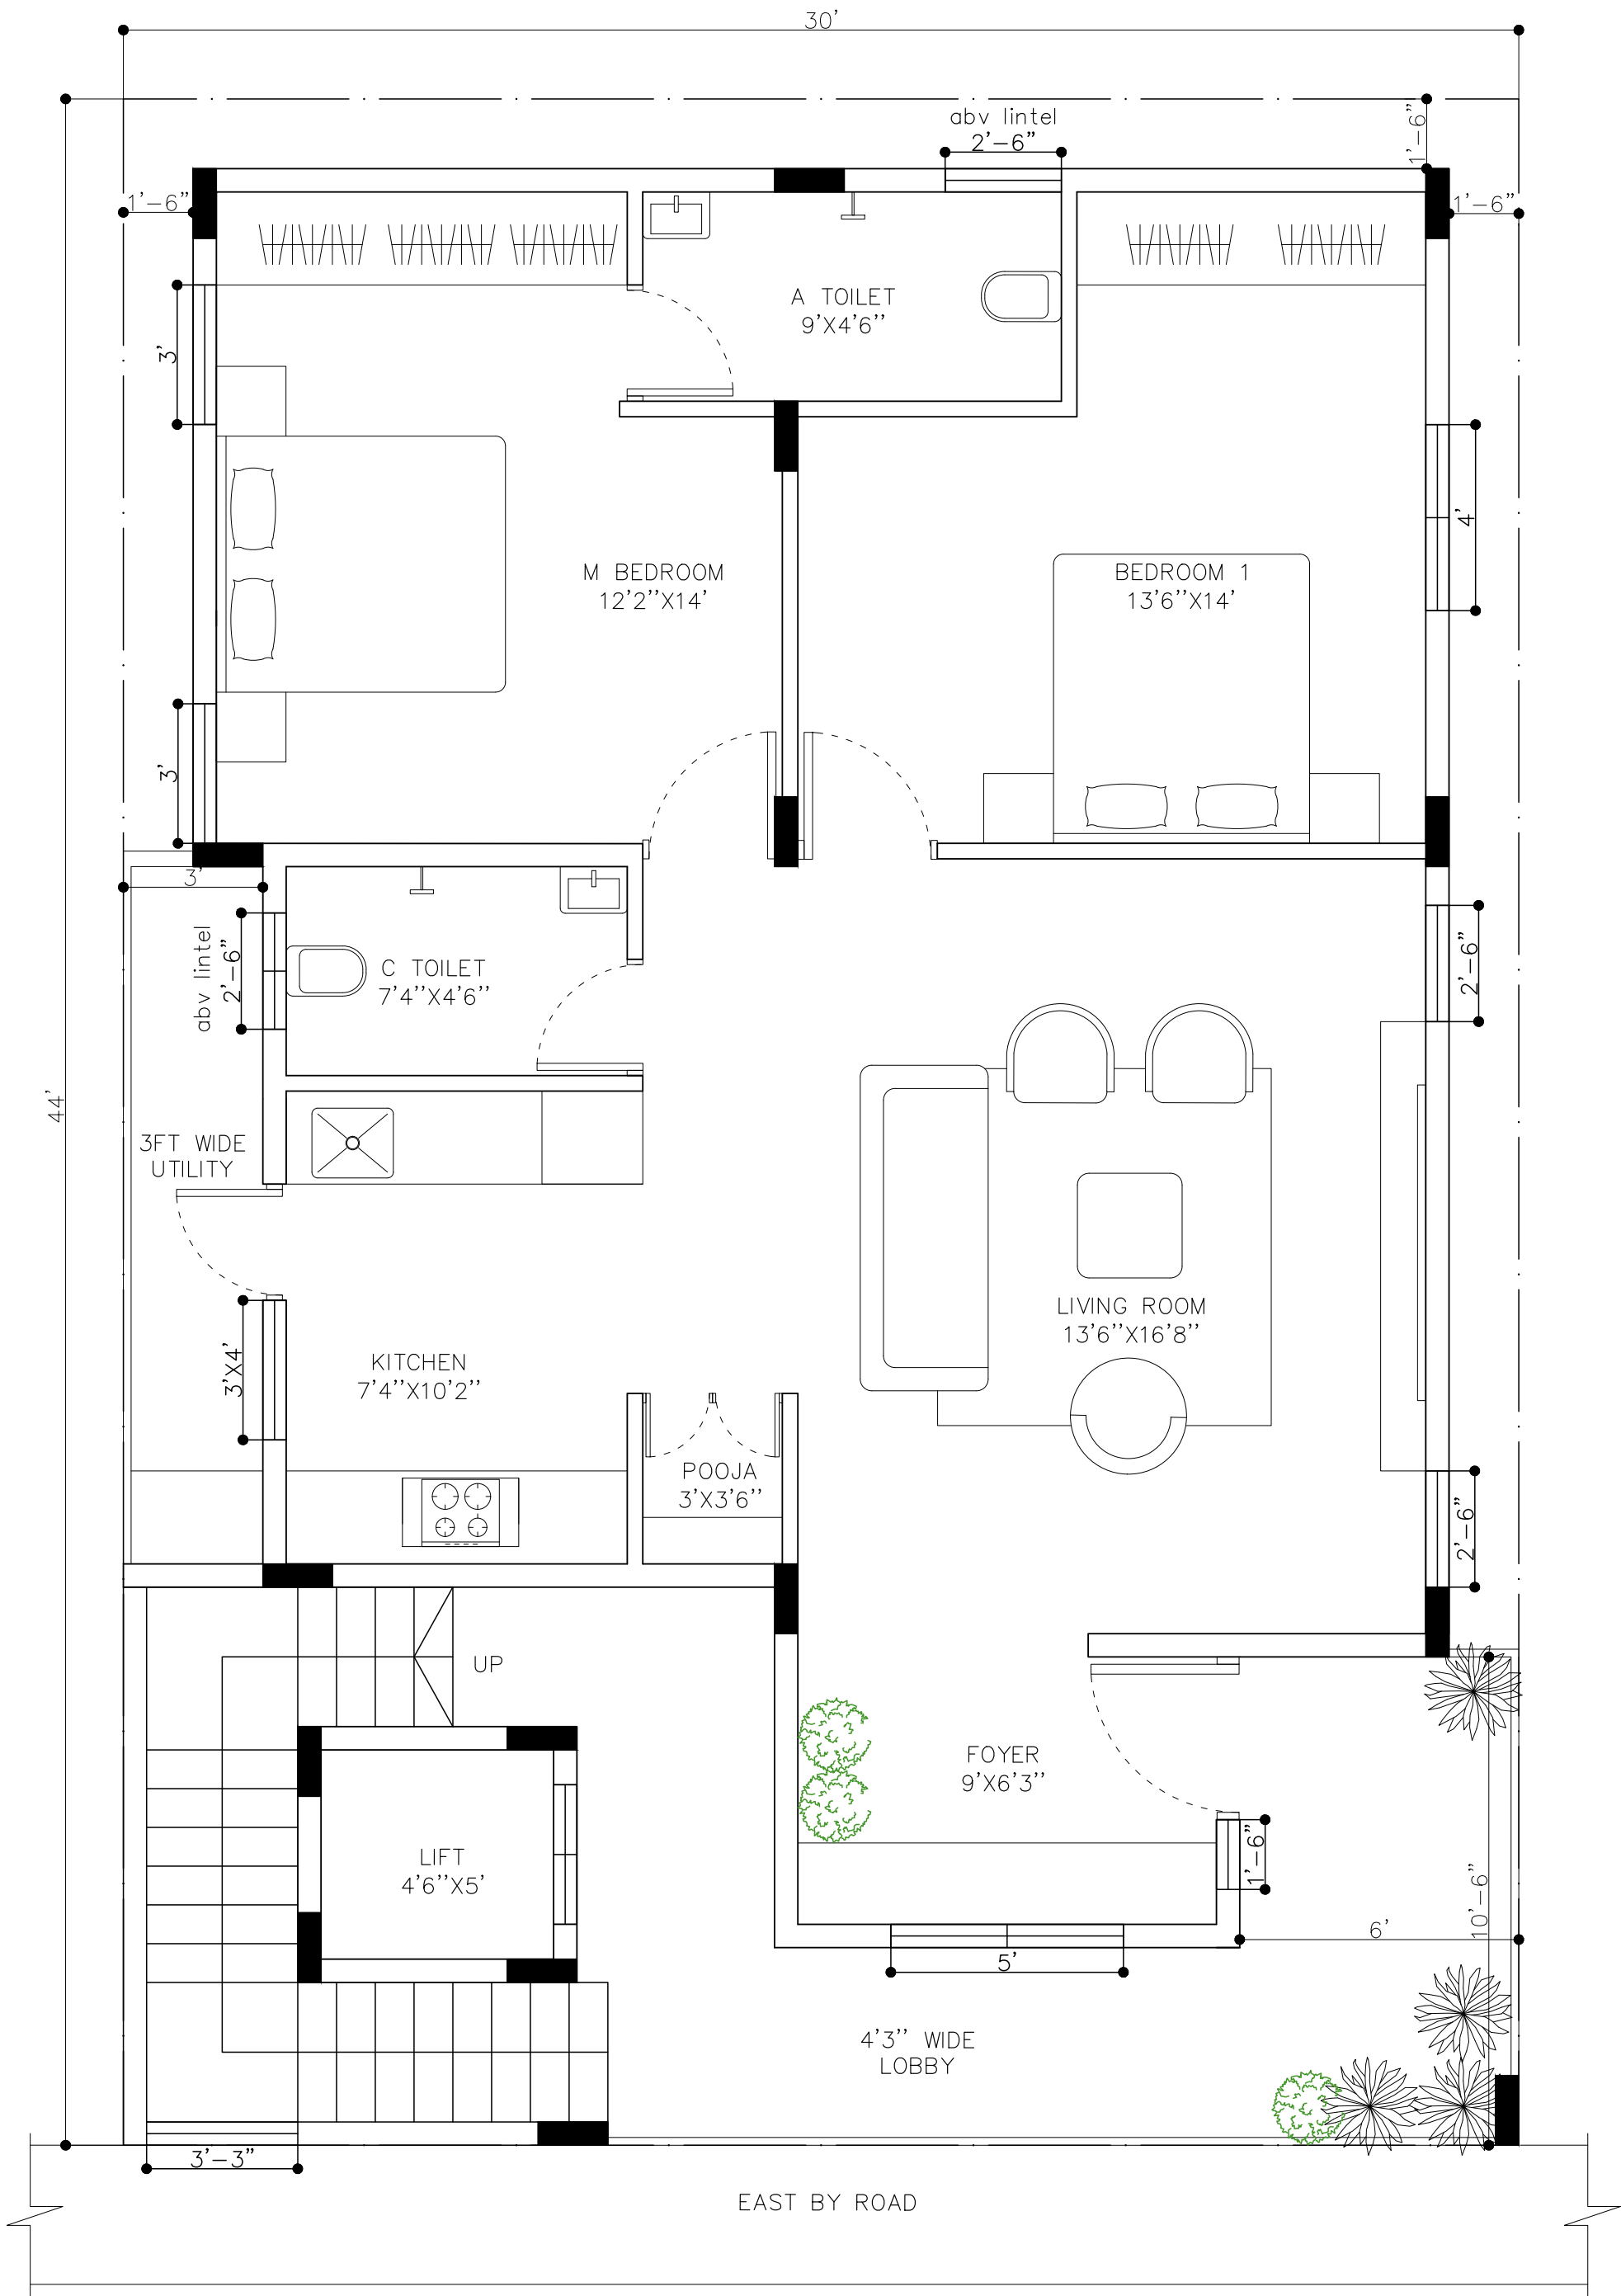 30'
abv lintel
2'-6"
1'-6"
1'-6"
1'-6"
A TOILET
9'X4'6''
3'
4'
M BEDROOM
12'2''X14'
BEDROOM 1
13'6''X14'
3'
3'
abv lintel
2'-6"
C TOILET
7'4''X4'6''
2'-6"
44'
3FT WIDE
UTILITY
LIVING ROOM
13'6''X16'8''
3'X4'
KITCHEN
7'4''X10'2''
POOJA
3'X3'6''
2'-6"
UP
FOYER
9'X6'3''
LIFT
4'6''X5'
1'-6"
10'-6"
6'
5'
4'3'' WIDE
LOBBY
3'-3"
EAST BY ROAD